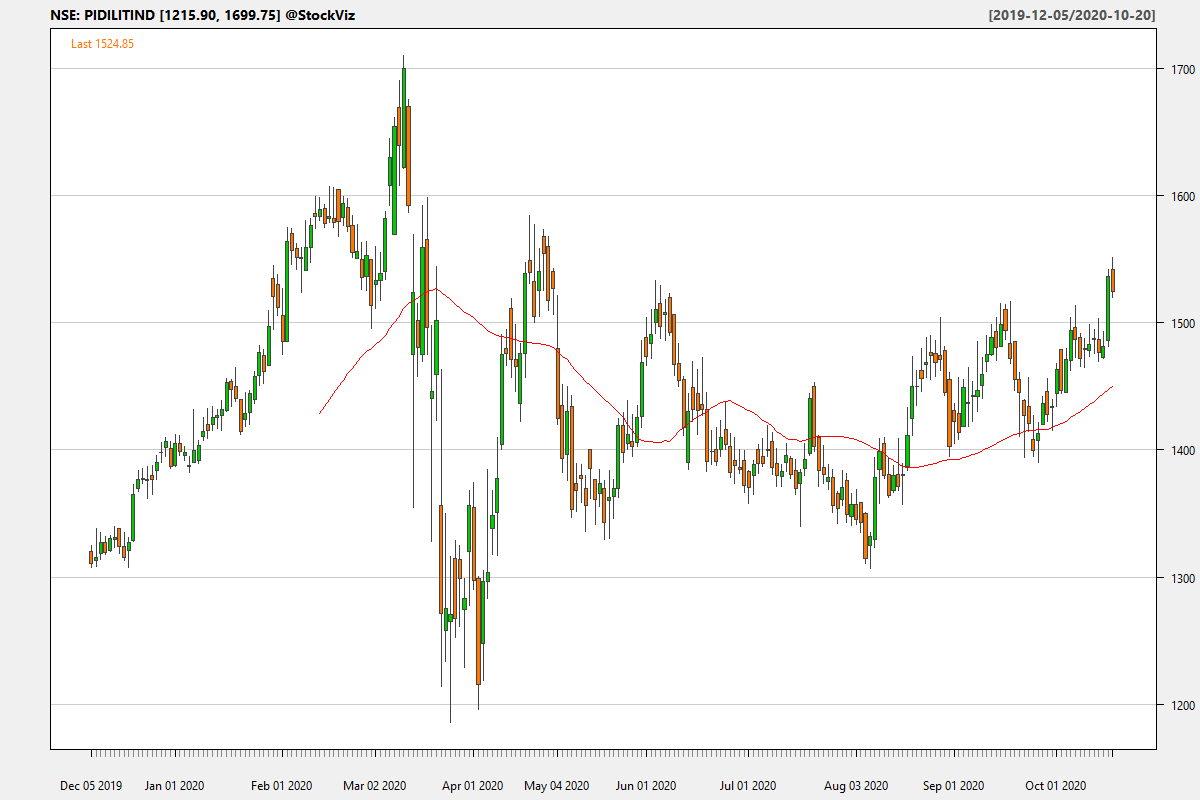 NSE: PIDILITIND [1215.90, 1699.75] @StockViz
[2019-12-05/2020-10-20]
Last 1524.85
1700
1600
1500
1400
1300
1200
Dec 05 2019 Jan 01 2020 Feb 01 2020 Mar 02 2020 Apr 01 2020 May 04 2020 Jun 01 2020 Jul 01 2020 Aug 03 2020 Sep 01 2020 Oct 01 2020